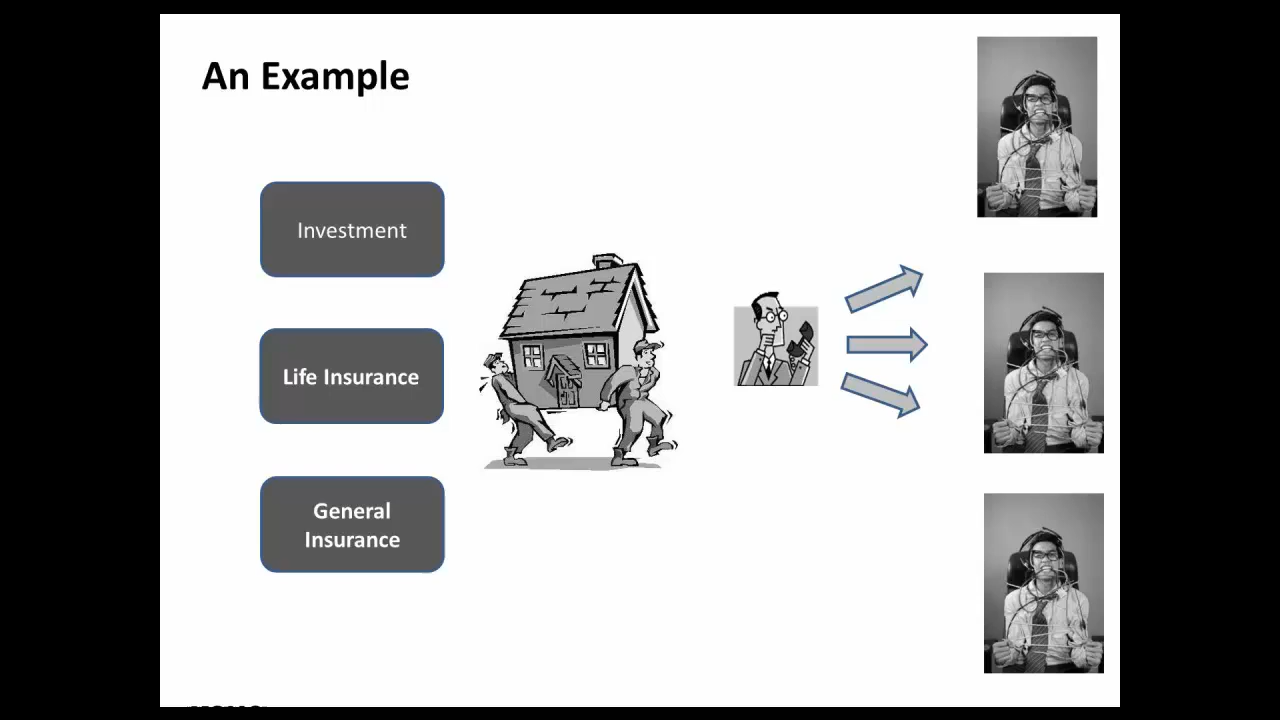 An Example
Investment
Life Insurance
General
Insurance